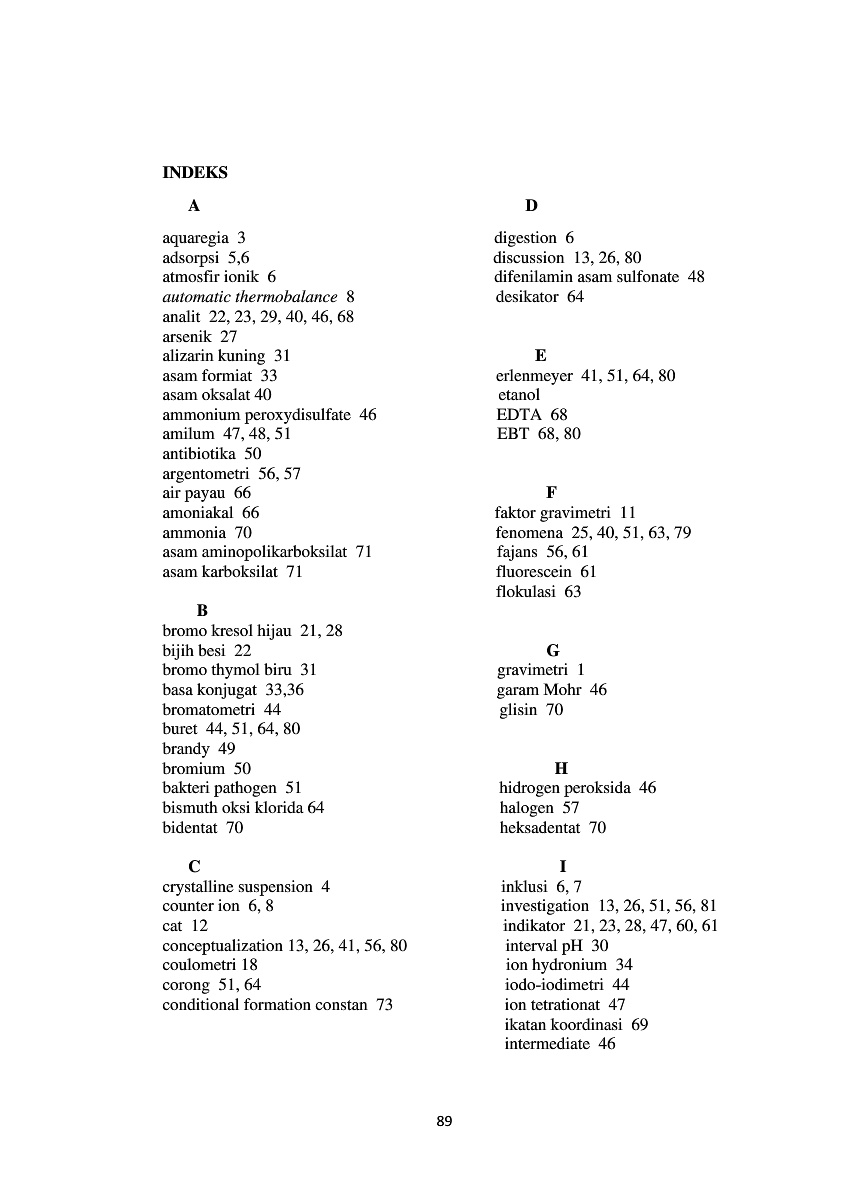 INDEKS
A
aquaregia 3
adsorpsi 5,6
atmosfir ionik 6
automatic thermobalance 8
analit 22, 23, 29, 40, 46, 68
arsenik 27
alizarin kuning 31
asam formiat 33
asam oksalat 40
ammonium peroxydisulfate 46
amilum 47, 48, 51
antibiotika 50
argentometri 56, 57
air payau 66
amoniakal 66
ammonia 70
asam aminopolikarboksilat 71
asam karboksilat 71
B
bromo kresol hijau 21, 28
bijih besi 22
bromo thymol biru 31
basa konjugat 33,36
bromatometri 44
buret 44, 51, 64, 80
brandy 49
bromium 50
bakteri pathogen 51
bismuth oksi klorida 64
bidentat 70
C
crystalline suspension 4
counter ion 6, 8
cat 12
conceptualization 13, 26, 41, 56, 80
coulometri 18
corong 51, 64
conditional formation constan 73
D
digestion 6
discussion 13, 26, 80
difenilamin asam sulfonate 48
desikator 64
E
erlenmeyer 41, 51, 64, 80
etanol
EDTA 68
EBT 68, 80
F
faktor gravimetri 11
fenomena 25, 40, 51, 63, 79
fajans 56, 61
fluorescein 61
flokulasi 63
G
gravimetri 1
garam Mohr 46
glisin 70
H
hidrogen peroksida 46
halogen 57
heksadentat 70
I
inklusi 6, 7
investigation 13, 26, 51, 56, 81
indikator 21, 23, 28, 47, 60, 61
interval pH 30
ion hydronium 34
iodo-iodimetri 44
ion tetrationat 47
ikatan koordinasi 69
intermediate 46
89